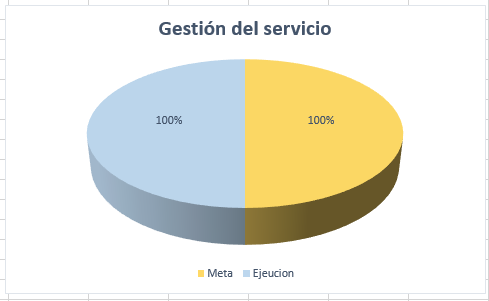 Gestión del servicio
100% 100%
Meta Ejecucion